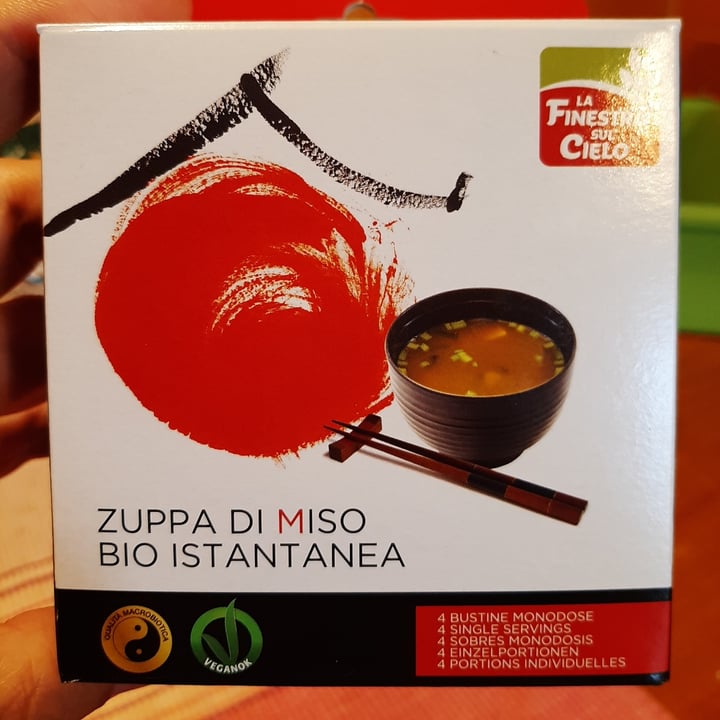 LA
FINESTRA
SUL
CIELO
ZUPPA DI MISO
BIO ISTANTANEA
QUALITÀ MACROBIOTICA
VEGANOK
4 BUSTINE MONODOSE
4 SINGLE SERVINGS
4 SOBRES MONODOSIS
4 EINZELPORTIONEN
4 PORTIONS INDIVIDUELLES